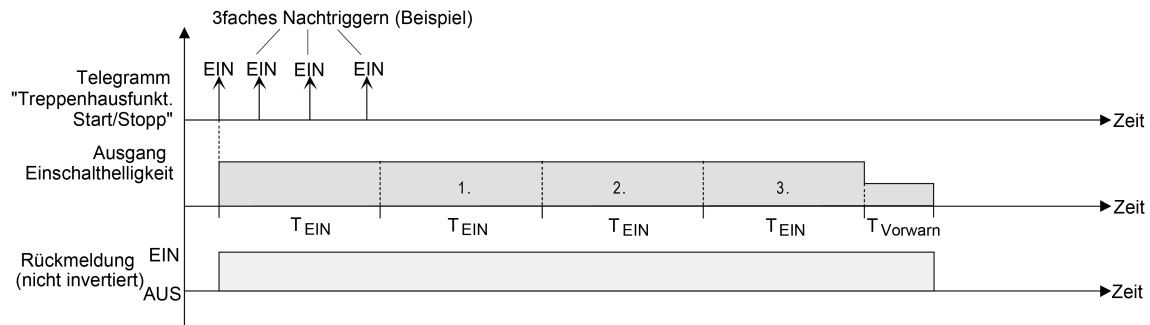 3faches Nachtriggern (Beispiel)
EIN EIN EIN EIN
Telegramm
"Treppenhausfunkt.
Start/Stopp"
Zeit
Ausgang
Einschalthelligkeit
1. 2. 3.
Zeit
T EIN T EIN T EIN T EIN T Vorwarn
Rückmeldung
(nicht invertiert)
EIN
AUS
Zeit